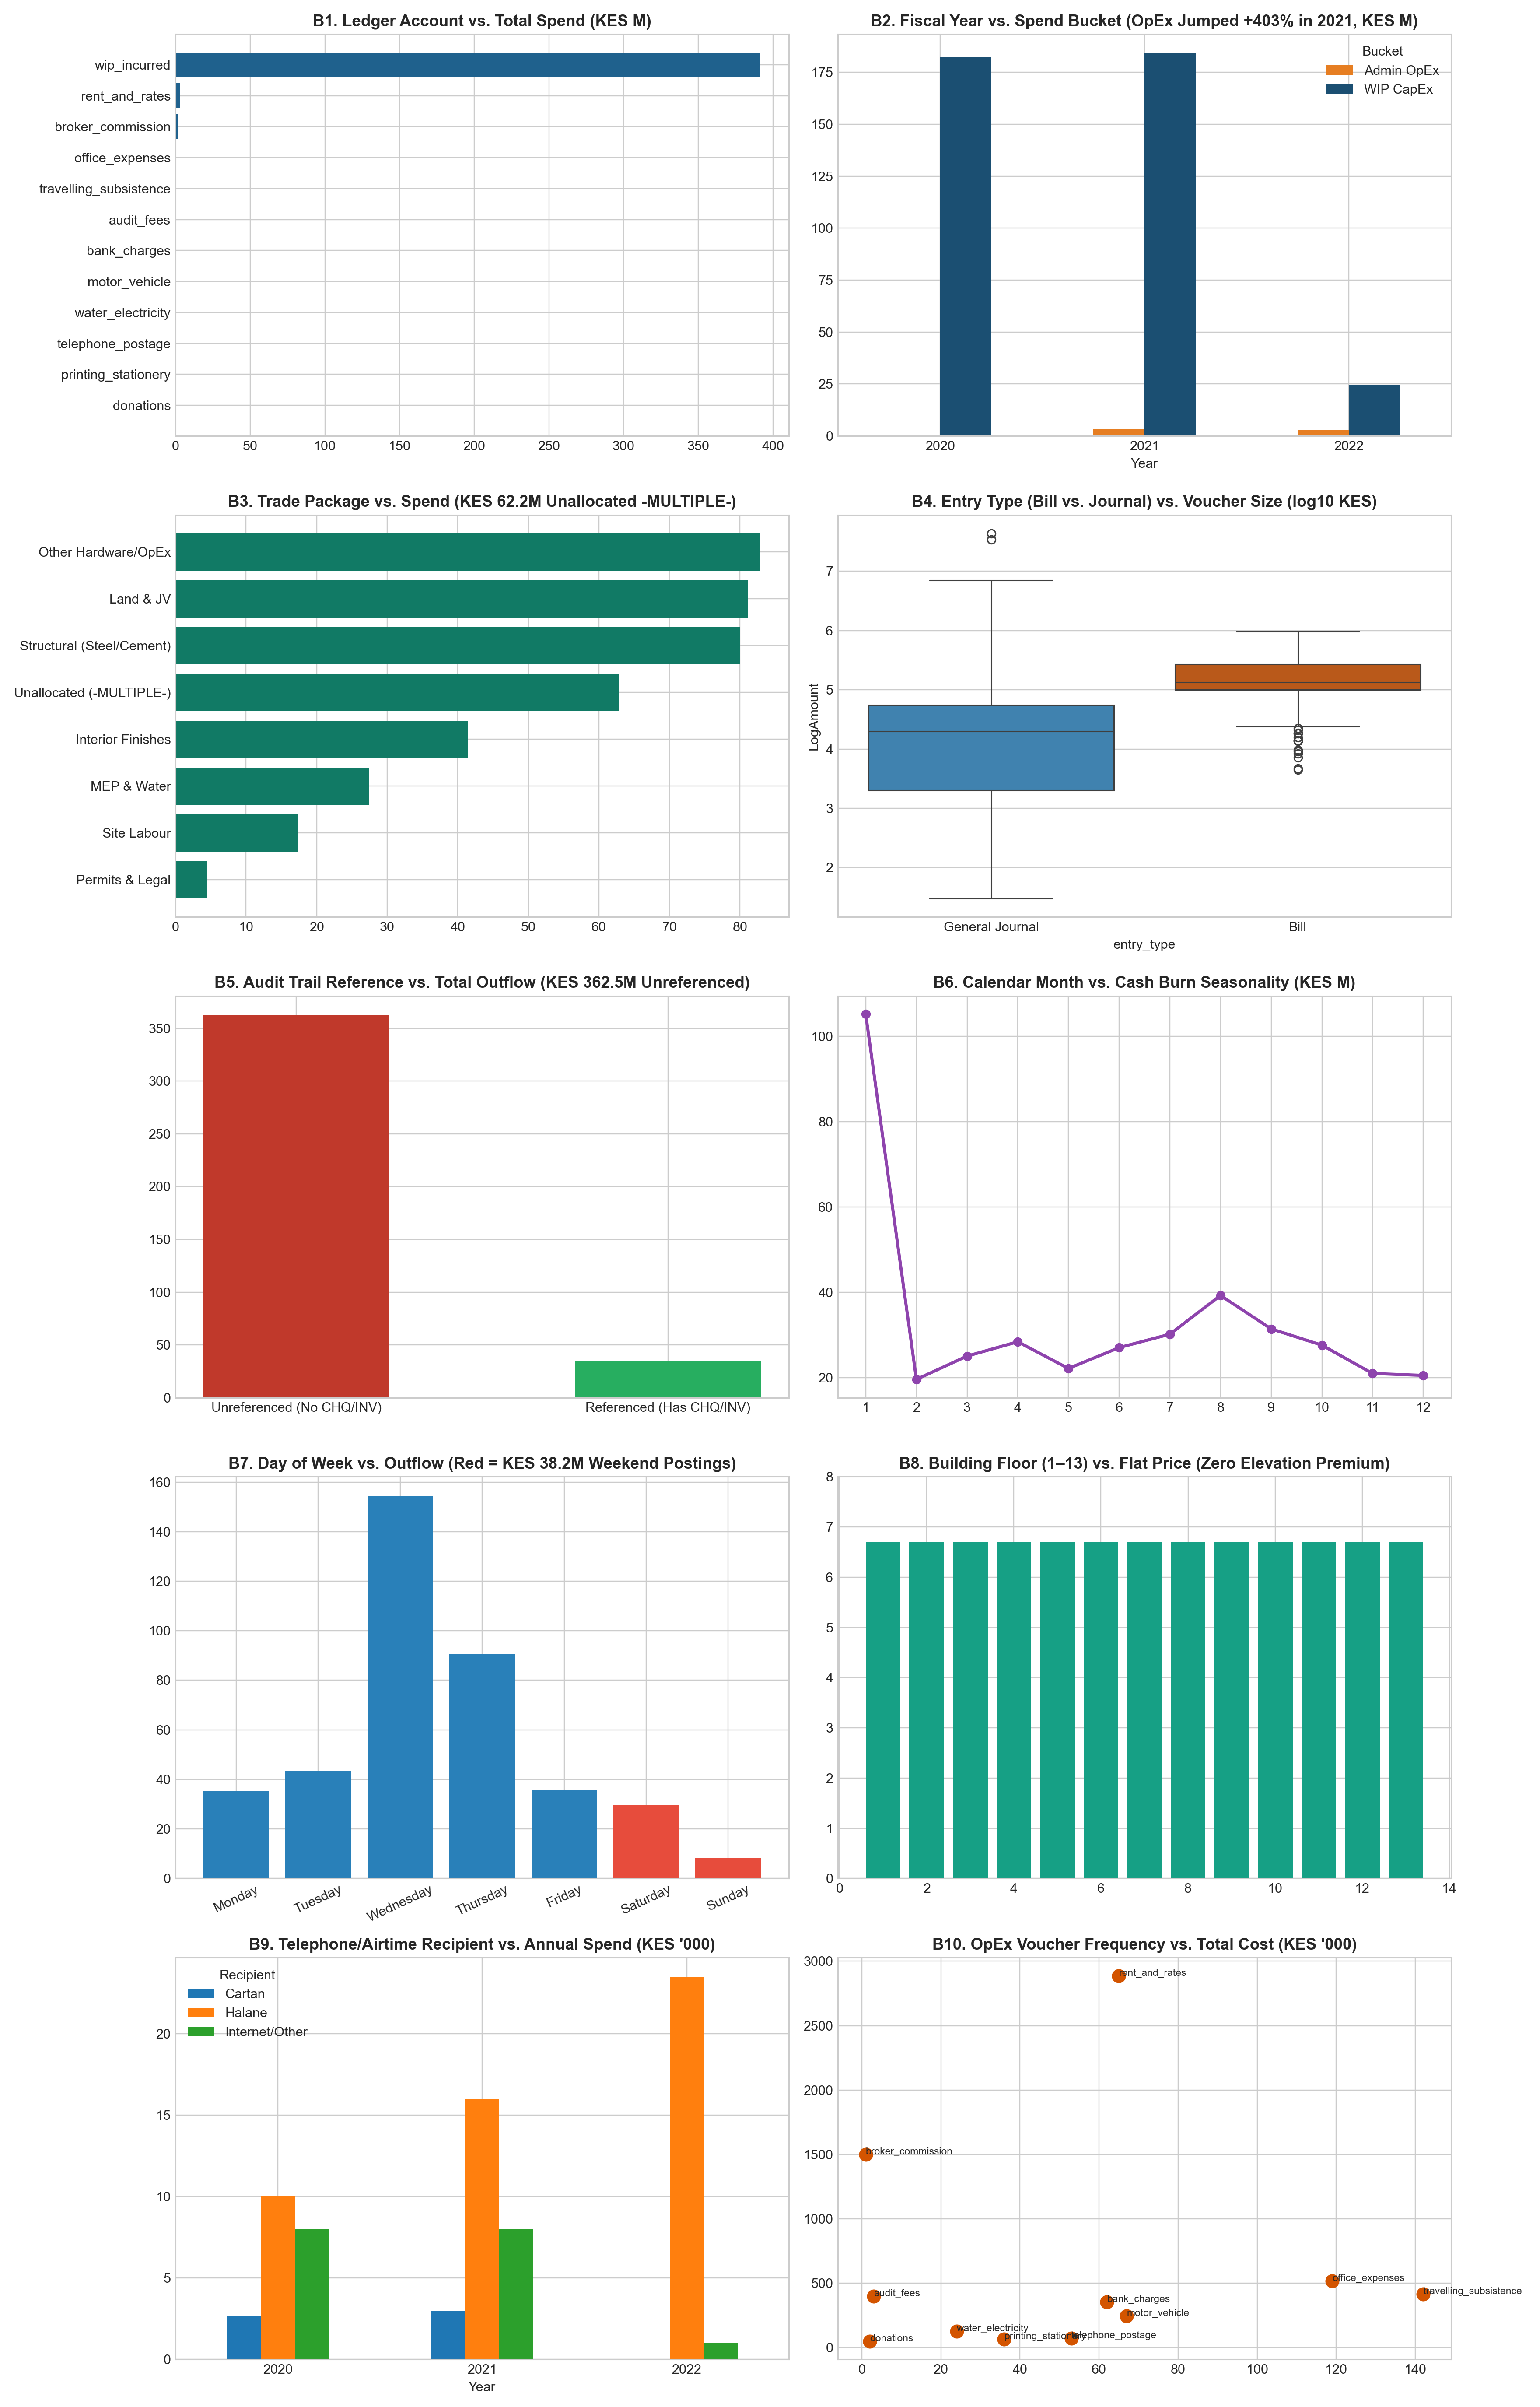 B1. Ledger Account vs. Total Spend (KES M)
wip_incurred
rent_and_rates
broker_commission
office_expenses
travelling_subsistence
audit_fees
bank_charges
motor_vehicle
water_electricity
telephone_postage
printing_stationery
donations
0 50 100 150 200 250 300 350 400
B2. Fiscal Year vs. Spend Bucket (OpEx Jumped +403% in 2021, KES M)
Bucket
Admin OpEx
WIP CapEx
175
150
125
100
75
50
25
0
2020 2021 2022
Year
B3. Trade Package vs. Spend (KES 62.2M Unallocated -MULTIPLE-)
Other Hardware/OpEx
Land & JV
Structural (Steel/Cement)
Unallocated (-MULTIPLE-)
Interior Finishes
MEP & Water
Site Labour
Permits & Legal
0 10 20 30 40 50 60 70 80
B4. Entry Type (Bill vs. Journal) vs. Voucher Size (log10 KES)
LogAmount
7
6
5
4
3
2
General Journal Bill
entry_type
B5. Audit Trail Reference vs. Total Outflow (KES 362.5M Unreferenced)
350
300
250
200
150
100
50
0
Unreferenced (No CHQ/INV) Referenced (Has CHQ/INV)
B6. Calendar Month vs. Cash Burn Seasonality (KES M)
100
80
60
40
20
1 2 3 4 5 6 7 8 9 10 11 12
B7. Day of Week vs. Outflow (Red = KES 38.2M Weekend Postings)
160
140
120
100
80
60
40
20
0
Monday Tuesday Wednesday Thursday Friday Saturday Sunday
B8. Building Floor (1–13) vs. Flat Price (Zero Elevation Premium)
8
7
6
5
4
3
2
1
0
0 2 4 6 8 10 12 14
B9. Telephone/Airtime Recipient vs. Annual Spend (KES '000)
Recipient
Cartan
Halane
Internet/Other
20
15
10
5
0
2020 2021 2022
Year
B10. OpEx Voucher Frequency vs. Total Cost (KES '000)
3000
2500
2000
1500
1000
500
0
rent_and_rates
broker_commission
office_expenses
travelling_subsistence
audit_fees
bank_charges
motor_vehicle
water_electricity
printing_stationery
telephone_postage
donations
0 20 40 60 80 100 120 140